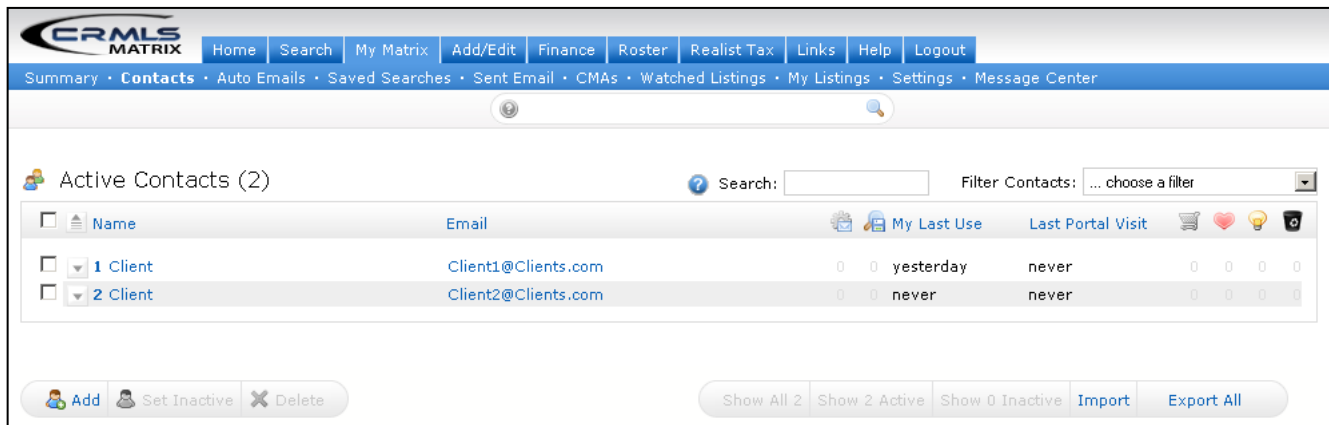 CRMLS
MATRIX
Home Search My Matrix Add/Edit Finance Roster Realist Tax Links Help Logout
Summary • Contacts • Auto Emails • Saved Searches • Sent Email • CMAs • Watched Listings • My Listings • Settings • Message Center
Active Contacts (2) Search: Filter Contacts: ... choose a filter
Name Email My Last Use Last Portal Visit
1 Client Client1@Clients.com 0 0 yesterday never 0 0 0 0
2 Client Client2@Clients.com 0 0 never never 0 0 0 0
Add Set Inactive Delete Show All 2 Show 2 Active Show 0 Inactive Import Export All